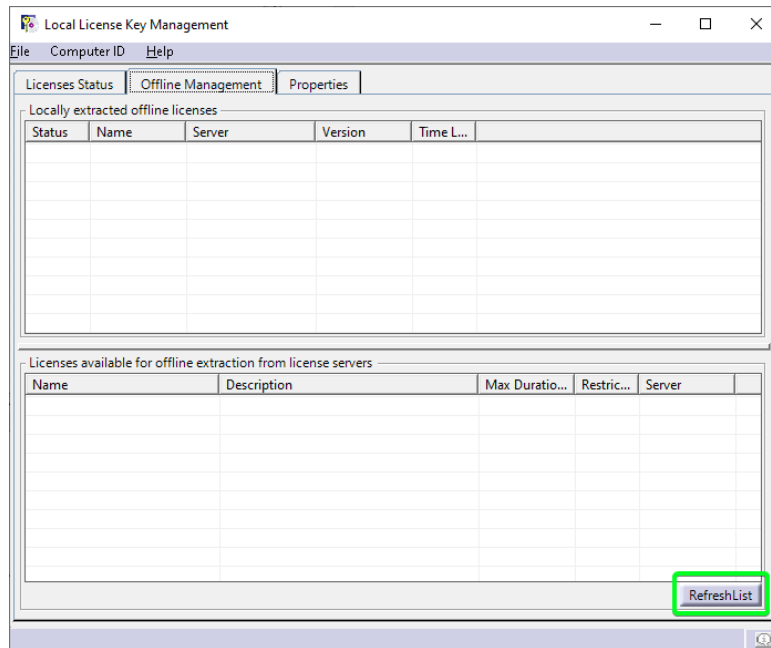 Local License Key Management
File Computer ID Help
Licenses Status Offline Management Properties
Locally extracted offline licenses
Status Name Server Version Time L...
Licenses available for offline extraction from license servers
Name Description Max Duratio... Restric... Server
RefreshList